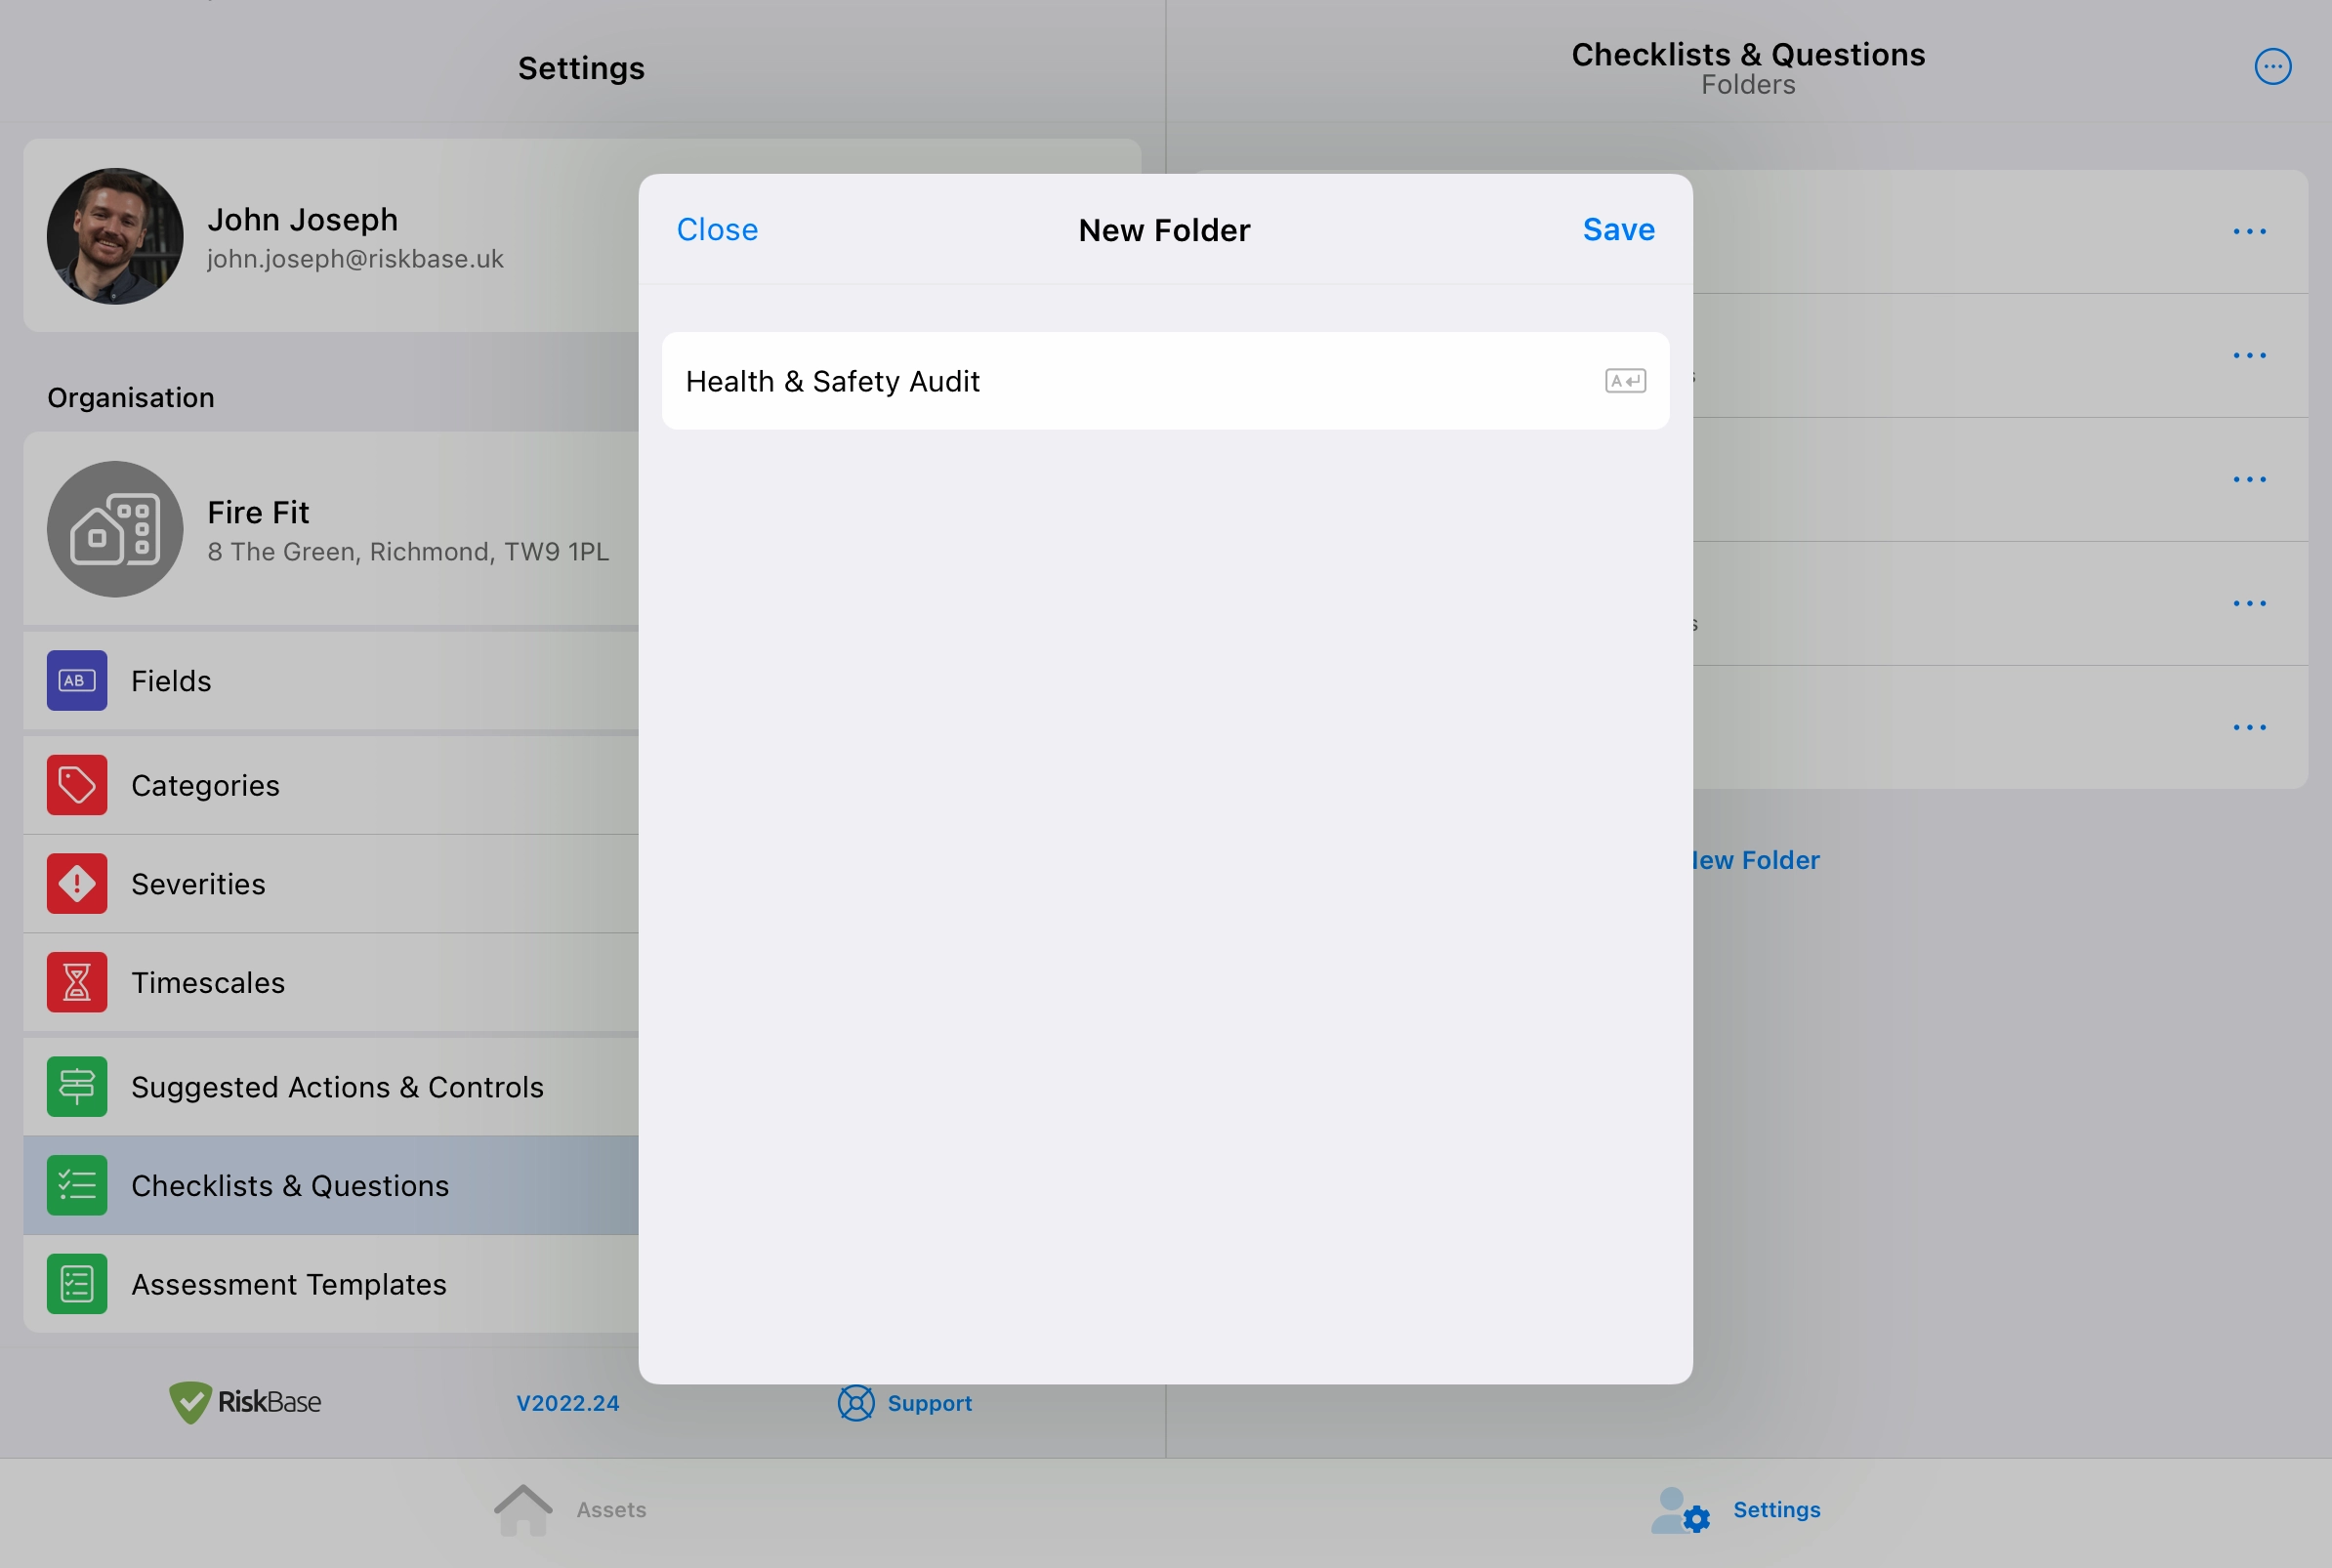 Settings
Checklists & Questions
Folders
John Joseph
john.joseph@riskbase.uk
Close
New Folder
Save
Health & Safety Audit
A
Organisation
Fire Fit
8 The Green, Richmond, TW9 1PL
AB
Fields
Categories
Severities
Timescales
Suggested Actions & Controls
Checklists & Questions
Assessment Templates
Folder
RiskBase
V2022.24
Support
Assets
Settings